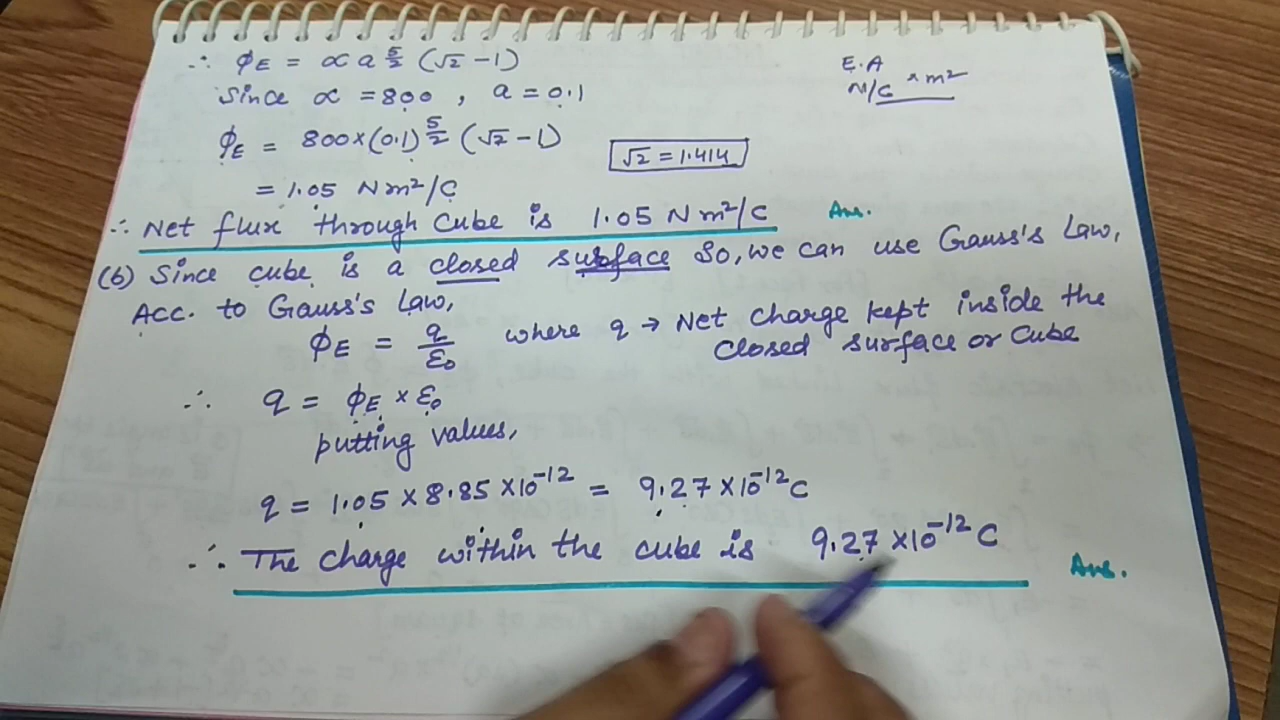 ∴ ϕE = ∝ a 5/2 (√2 - 1)
E.A
N/C × m²
Since ∝ = 800 , a = 0.1
ϕE = 800 × (0.1) 5/2 (√2 - 1)
√2 = 1.414
= 1.05 Nm²/C
∴ Net flux through Cube is 1.05 Nm²/C Ans.
(b) Since cube is a closed surface So, we can use Gauss's Law,
Acc. to Gauss's Law,
ϕE = q/ε0 where q → Net charge kept inside the
closed surface or Cube
∴ q = ϕE × ε0
putting values,
q = 1.05 × 8.85 × 10⁻¹² = 9.27 × 10⁻¹² C
∴ The charge within the cube is 9.27 × 10⁻¹² C
Ans.